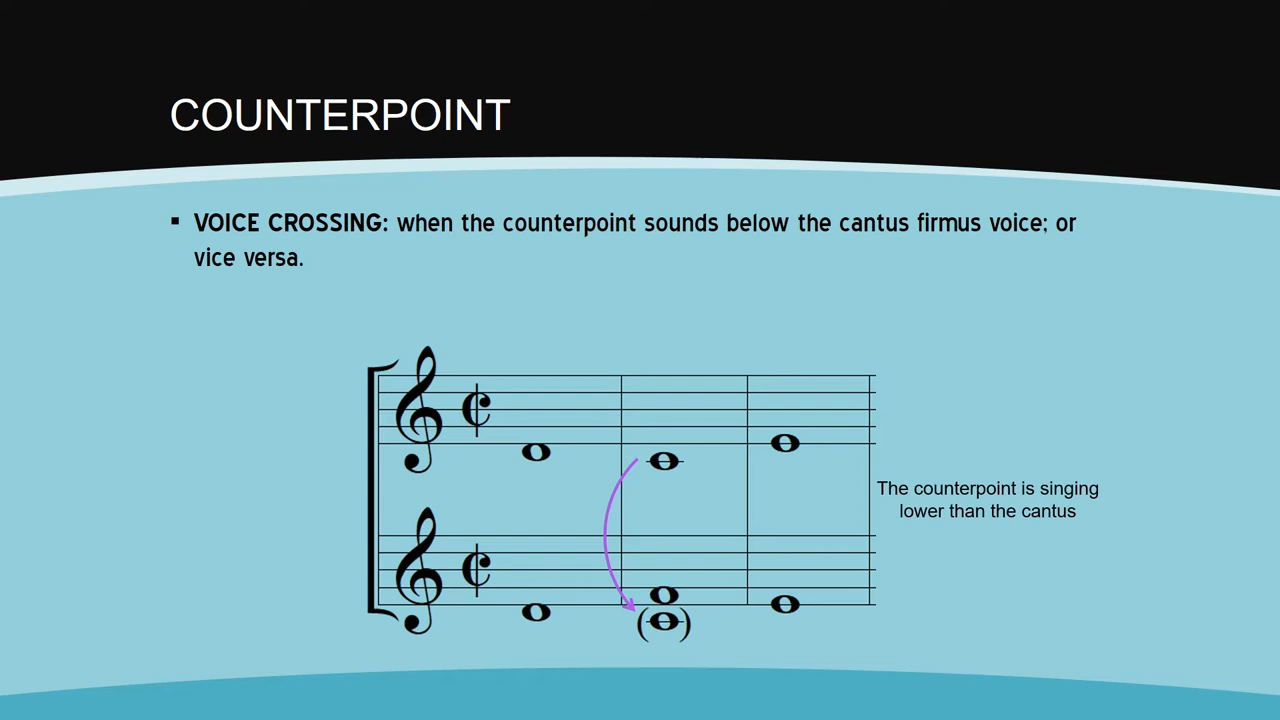 COUNTERPOINT
▪ VOICE CROSSING: when the counterpoint sounds below the cantus firmus voice; or
vice versa.
The counterpoint is singing
lower than the cantus